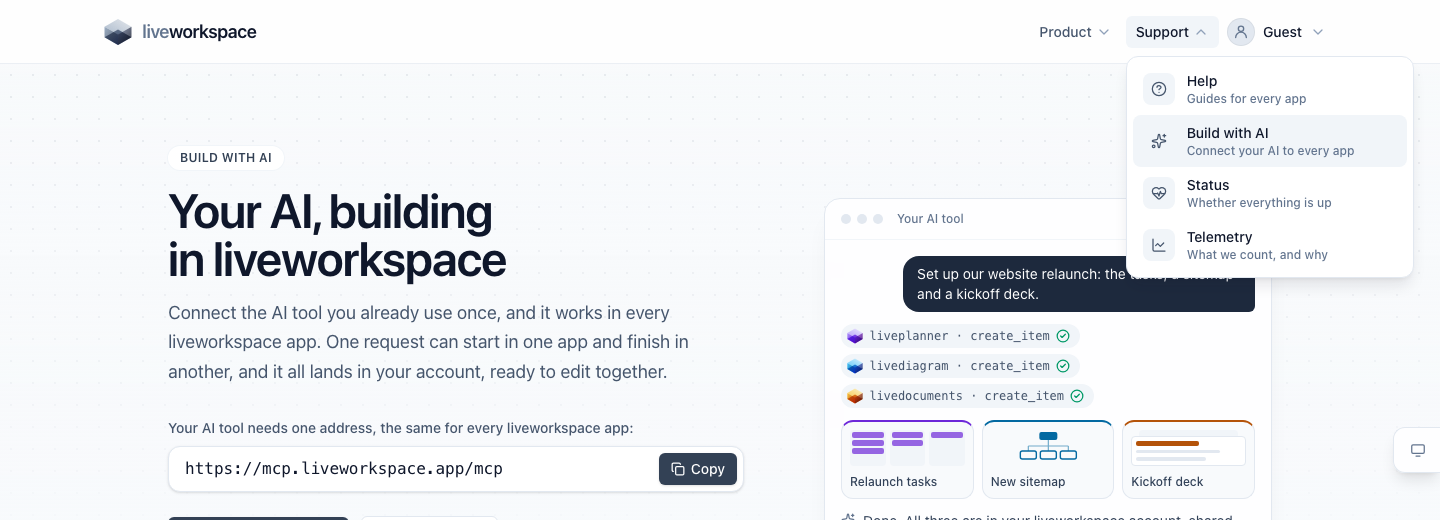 liveworkspace
Product
Support
Guest
Help
Guides for every app
Build with AI
Connect your AI to every app
Status
Whether everything is up
Telemetry
What we count, and why
BUILD WITH AI
Your AI, building
in liveworkspace
Connect the AI tool you already use once, and it works in every
liveworkspace app. One request can start in one app and finish in
another, and it all lands in your account, ready to edit together.
Your AI tool needs one address, the same for every liveworkspace app:
https://mcp.liveworkspace.app/mcp
Copy
Your AI tool
Set up our website relaunch: the
and a kickoff deck.
liveplanner · create_item
livediagram · create_item
livedocuments · create_item
Relaunch tasks
New sitemap
Kickoff deck